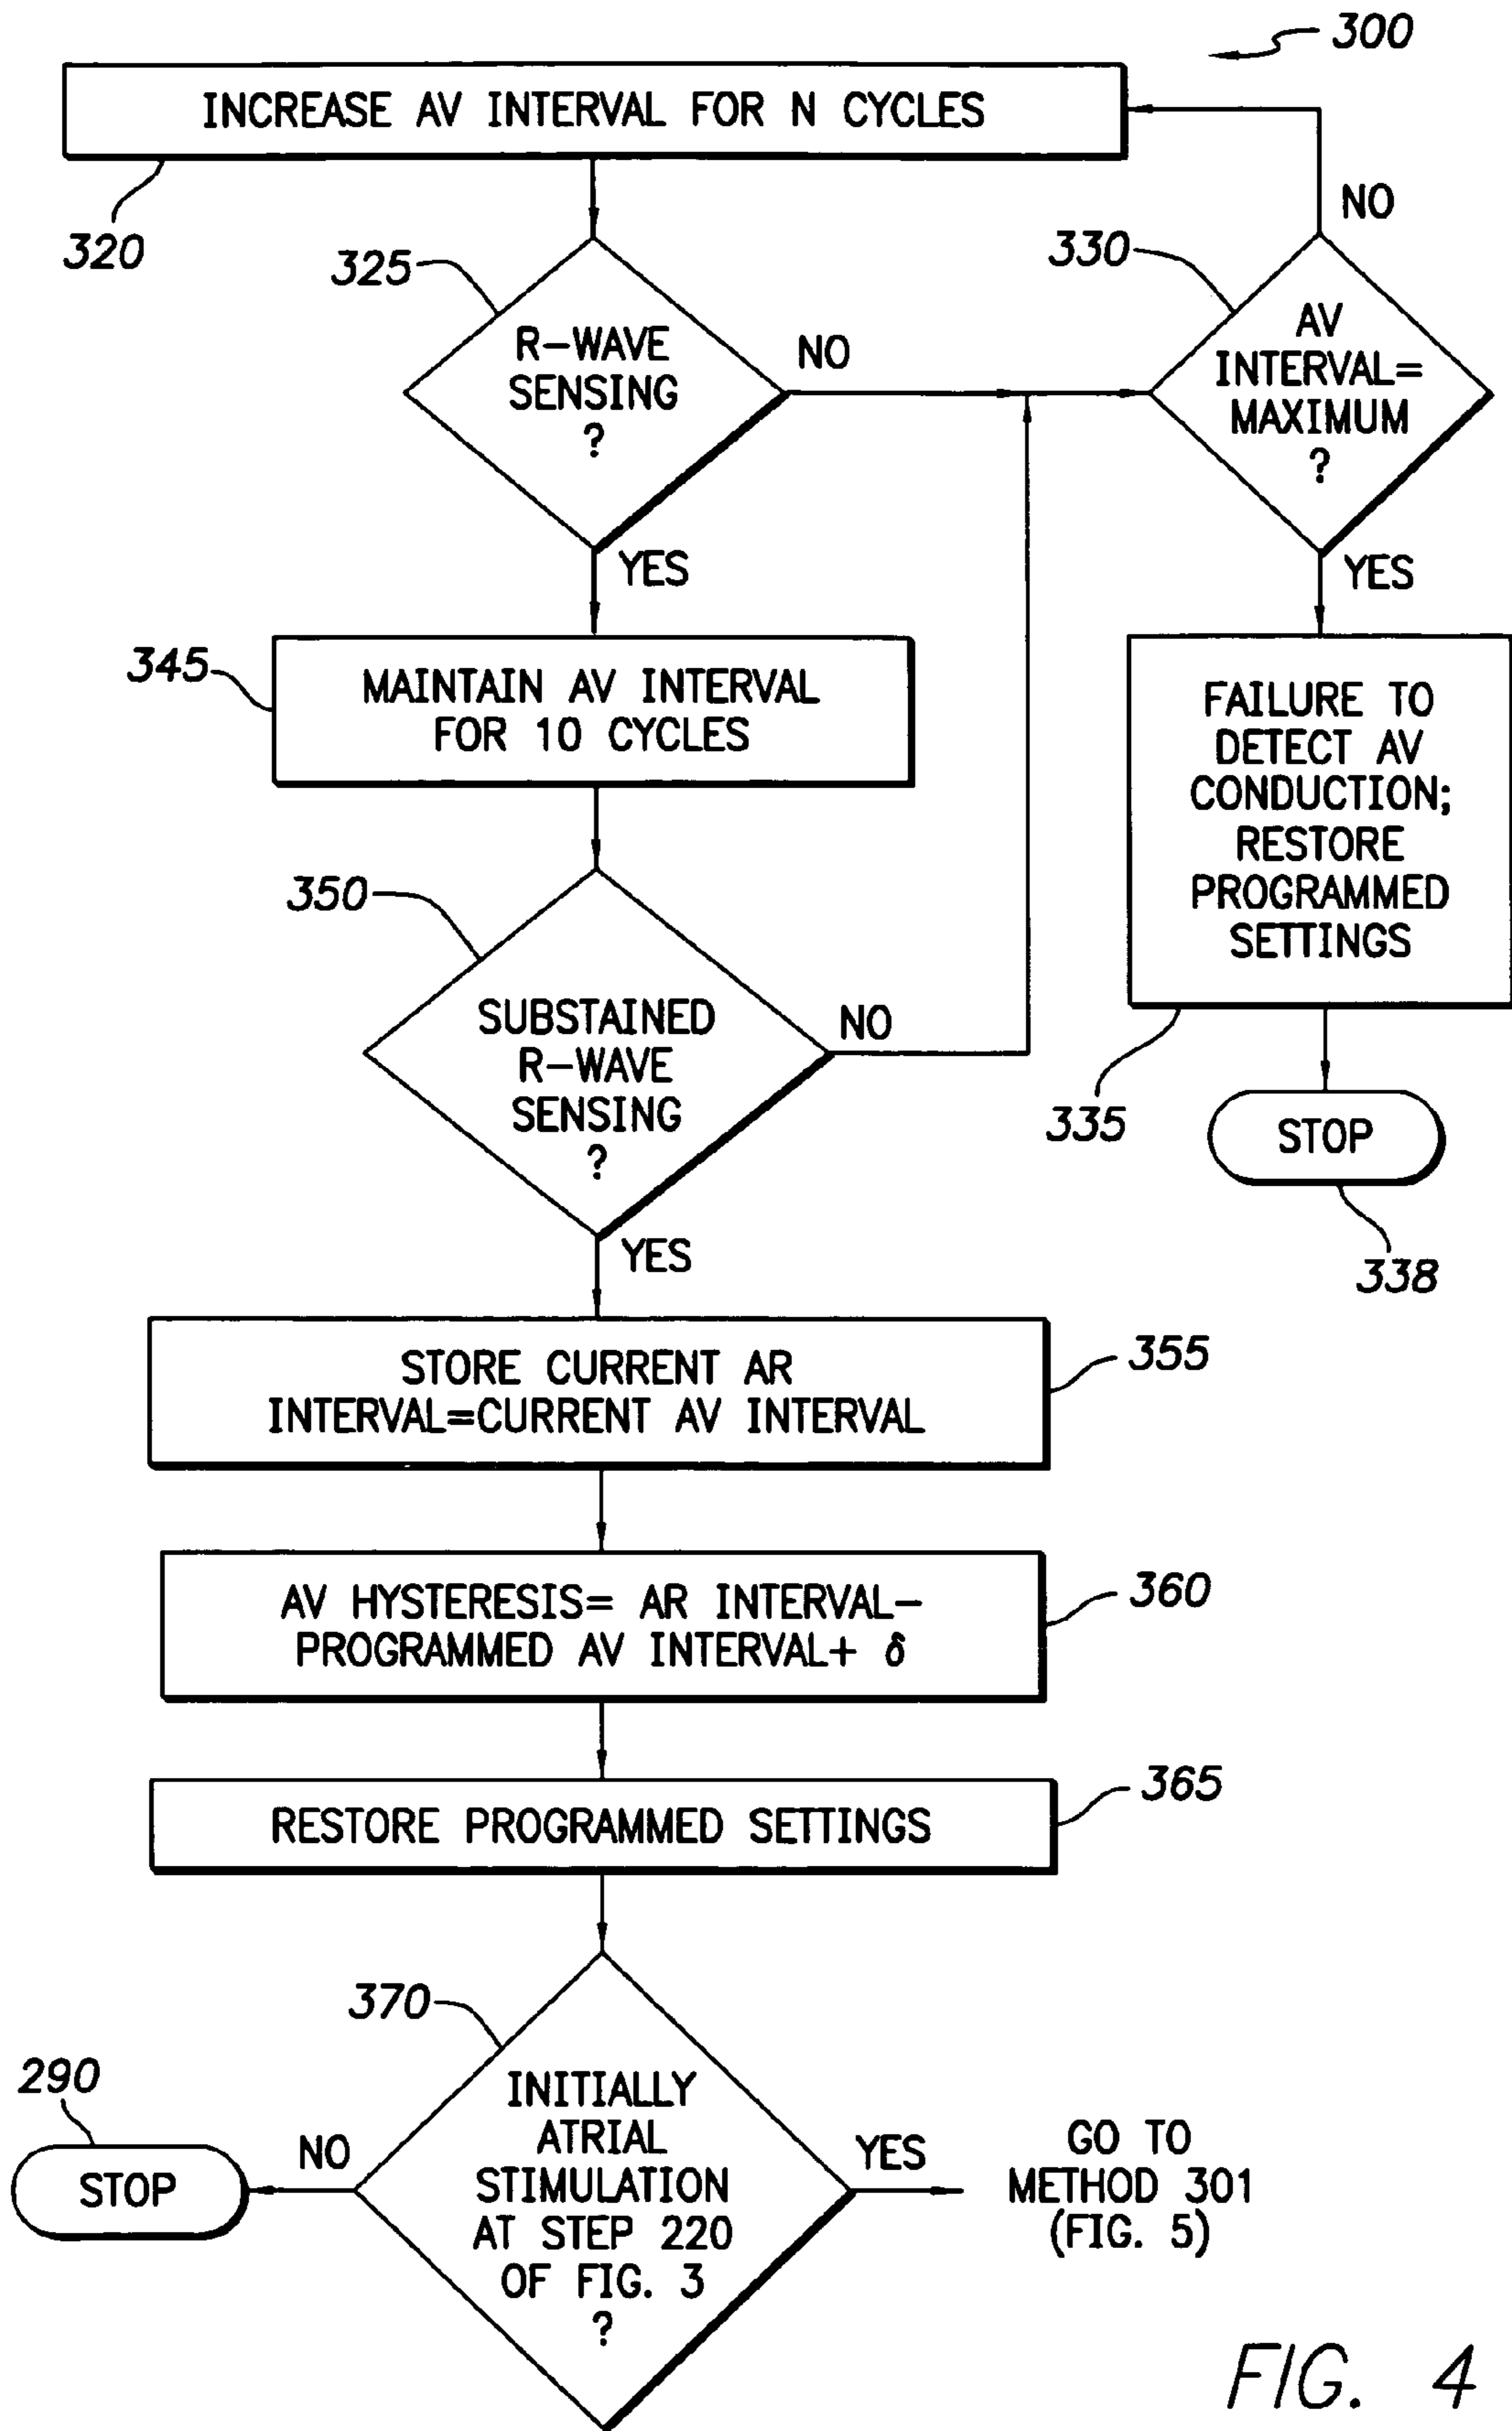 300
INCREASE AV INTERVAL FOR N CYCLES
320
325
R-WAVE
SENSING
?
NO
YES
330
AV
INTERVAL=
MAXIMUM
?
NO
YES
345
MAINTAIN AV INTERVAL
FOR 10 CYCLES
FAILURE TO
DETECT AV
CONDUCTION;
RESTORE
PROGRAMMED
SETTINGS
335
STOP
338
350
SUBSTAINED
R-WAVE
SENSING
?
NO
YES
STORE CURRENT AR
INTERVAL=CURRENT AV INTERVAL
355
AV HYSTERESIS= AR INTERVAL-
PROGRAMMED AV INTERVAL+ δ
360
RESTORE PROGRAMMED SETTINGS
365
370
INITIALLY
ATRIAL
STIMULATION
AT STEP 220
OF FIG. 3
?
290
STOP
NO
YES
GO TO
METHOD 301
(FIG. 5)
FIG. 4